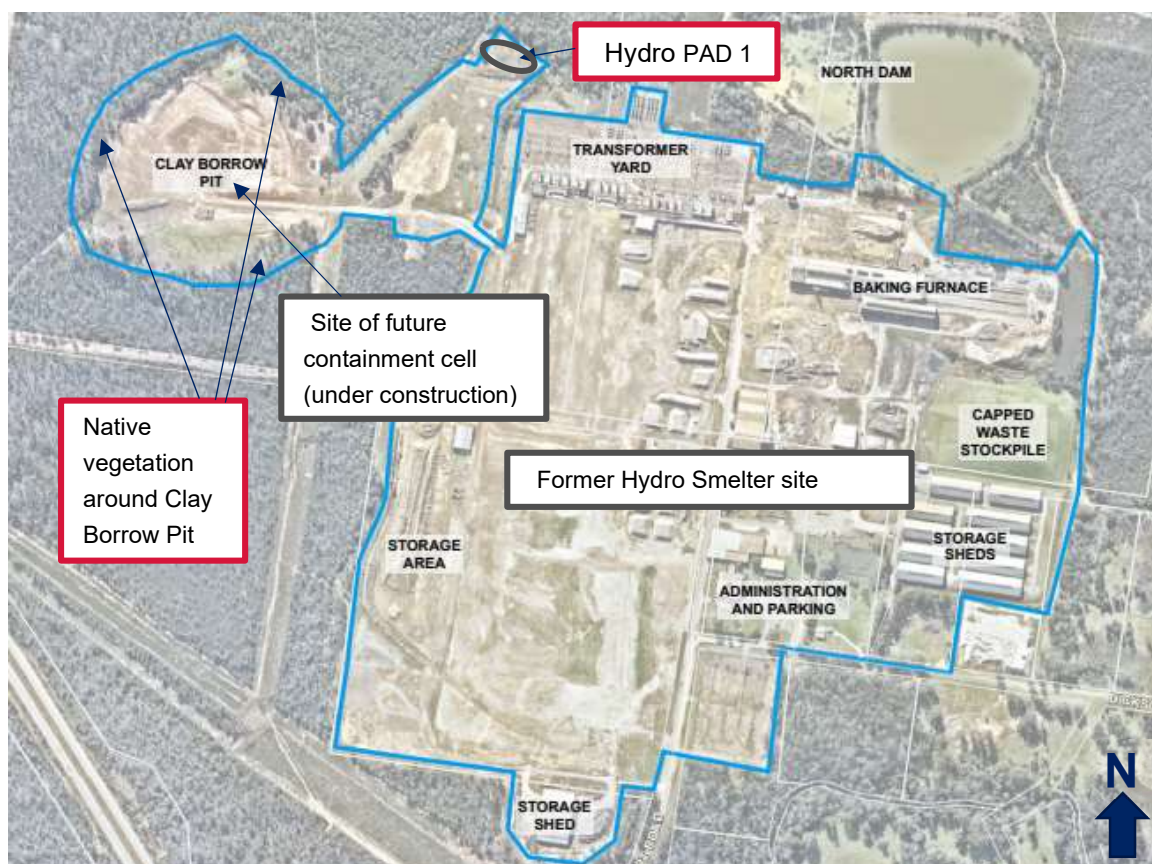 Hydro PAD 1
NORTH DAM
TRANSFORMER
YARD
CLAY BORROW
PIT
BAKING FURNACE
Site of future
containment cell
(under construction)
Native
vegetation
around Clay
Borrow Pit
CAPPED
WASTE
STOCKPILE
Former Hydro Smelter site
STORAGE
AREA
STORAGE
SHEDS
ADMINISTRATION
AND PARKING
STORAGE
SHED
N